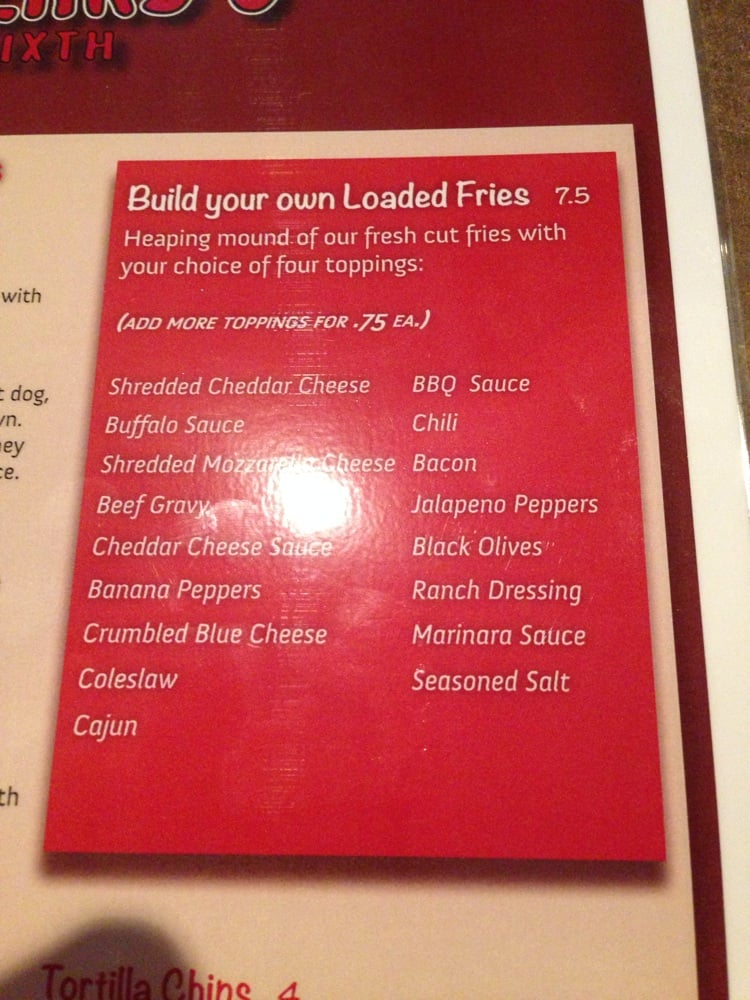 IXTH
Build your own Loaded Fries 7.5
Heaping mound of our fresh cut fries with
your choice of four toppings:
(ADD MORE TOPPINGS FOR .75 EA.)
Shredded Cheddar Cheese BBQ Sauce
Buffalo Sauce Chili
Shredded Mozzarella Cheese Bacon
Beef Gravy Jalapeno Peppers
Cheddar Cheese Sauce Black Olives
Banana Peppers Ranch Dressing
Crumbled Blue Cheese Marinara Sauce
Coleslaw Seasoned Salt
Cajun
with
dog,
Tortilla Chips 4